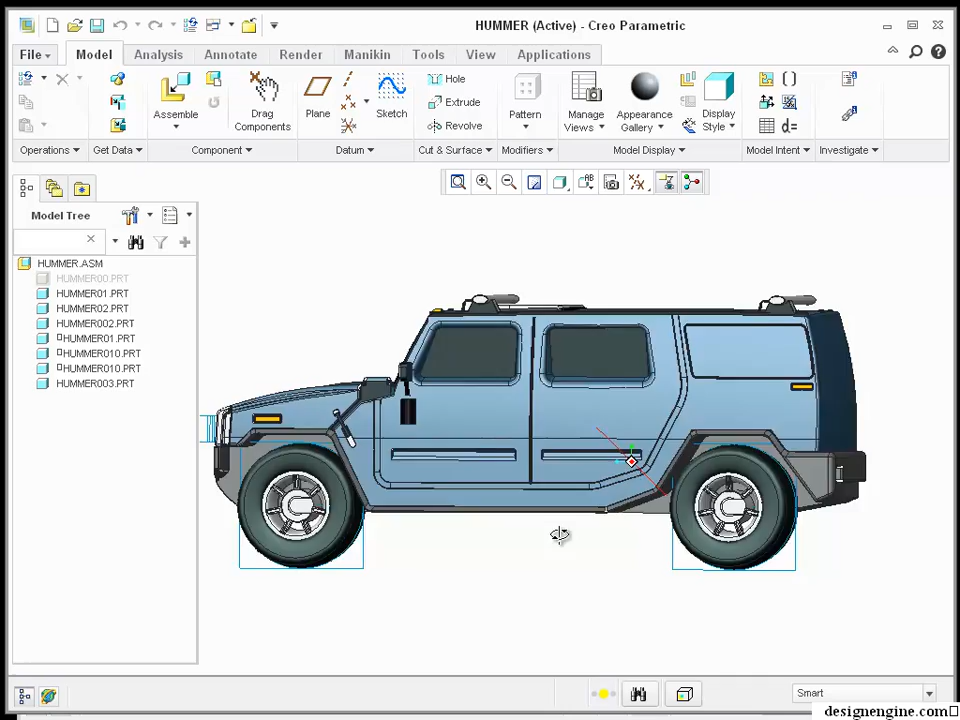 HUMMER (Active) - Creo Parametric
File Model Analysis Annotate Render Manikin Tools View Applications
Assemble
Drag Components
Plane
Sketch
Hole
Extrude
Revolve
Pattern
Manage Views
Appearance Gallery
Display Style
d=
Operations Get Data Component Datum Cut & Surface Modifiers Model Display Model Intent Investigate
Model Tree
HUMMER.ASM
HUMMER00.PRT
HUMMER01.PRT
HUMMER02.PRT
HUMMER002.PRT
HUMMER01.PRT
HUMMER010.PRT
HUMMER010.PRT
HUMMER003.PRT
Smart
designengine.com